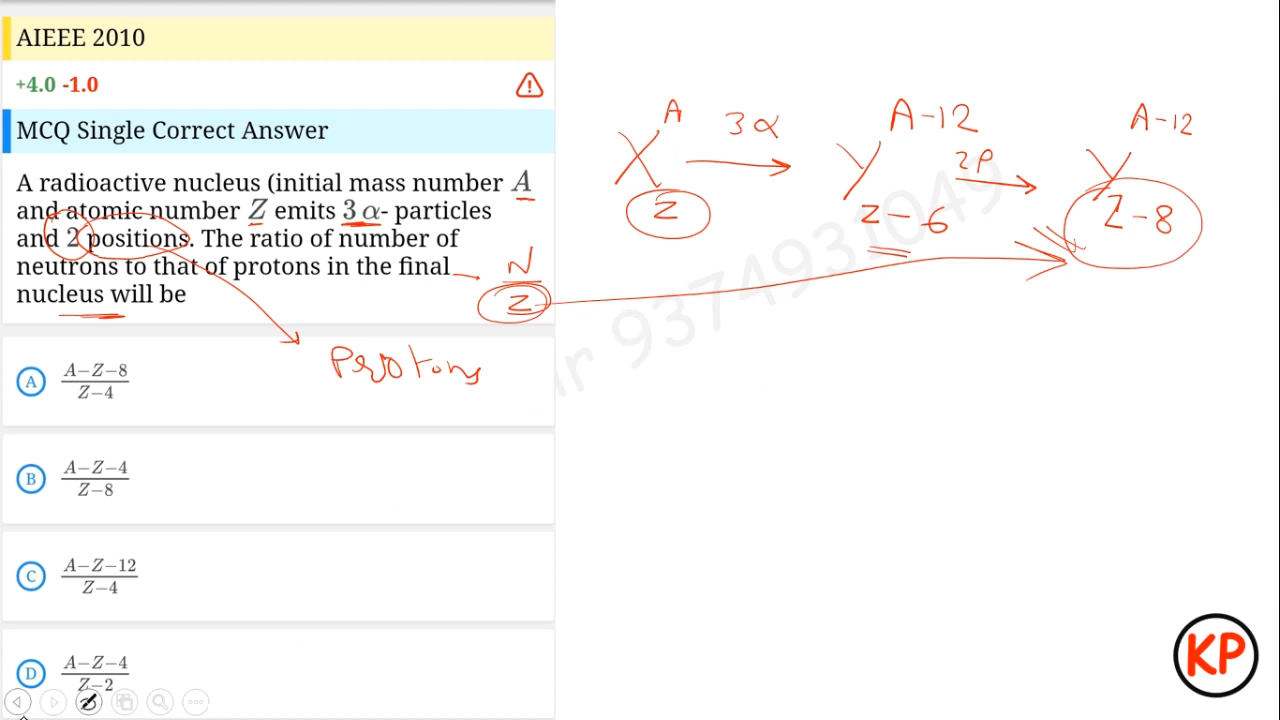 AIEEE 2010
+4.0 -1.0
MCQ Single Correct Answer
A radioactive nucleus (initial mass number A
and atomic number Z emits 3 α- particles
and 2 positions. The ratio of number of
neutrons to that of protons in the final
nucleus will be
N
Z
Protons
A A−Z−8
Z−4
B A−Z−4
Z−8
C A−Z−12
Z−4
D A−Z−4
Z−2
A 3α A-12 2P A-12
X Y Y
Z Z-6 Z-8
9374931049
KP